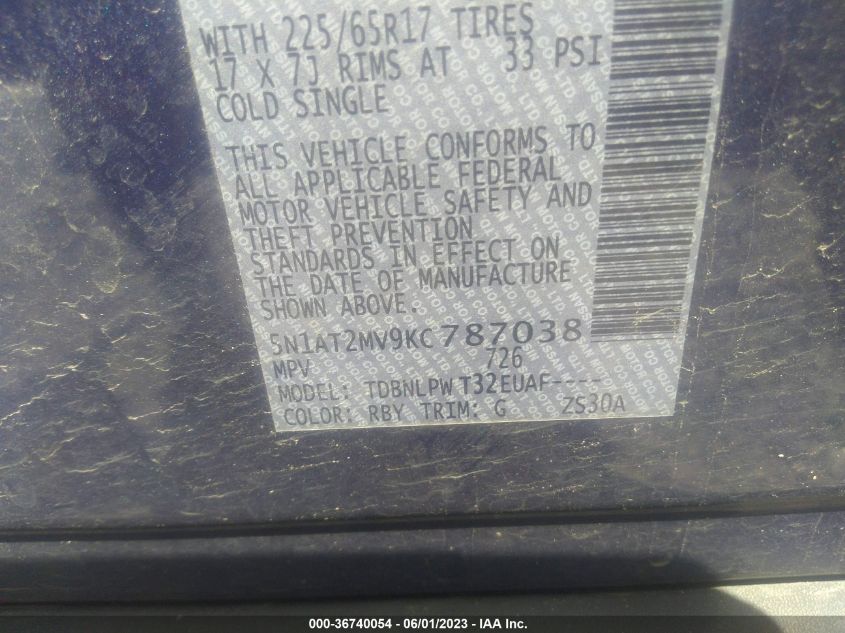 WITH 225/65R17 TIRES
17 X 7J RIMS AT 33 PSI
COLD SINGLE
THIS VEHICLE CONFORMS TO
ALL APPLICABLE FEDERAL
MOTOR VEHICLE SAFETY AND
THEFT PREVENTION
STANDARDS IN EFFECT ON
THE DATE OF MANUFACTURE
SHOWN ABOVE.
5N1AT2MV9KC787038
MPV 726
MODEL: TDBNLPW T32EUAF----
COLOR: RBY TRIM: G ZS30A
000-36740054 - 06/01/2023 - IAA Inc.